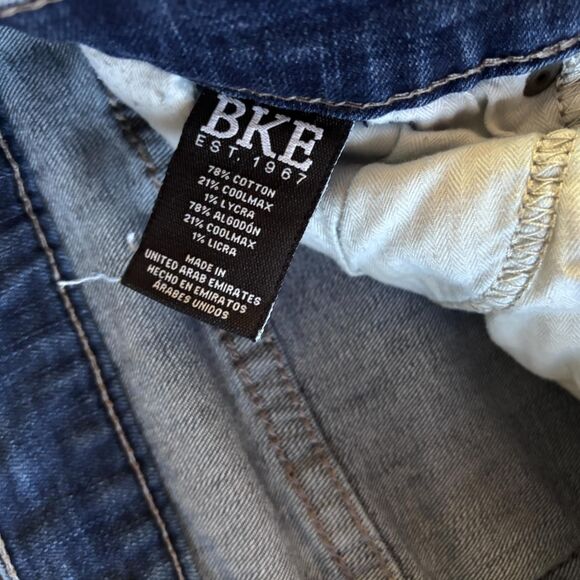 BKE
EST. 1967
78% COTTON
21% COOLMAX
1% LYCRA
78% ALGODÓN
21% COOLMAX
1% LICRA
MADE IN
UNITED ARAB EMIRATES
HECHO EN EMIRATOS
ÁRABES UNIDOS